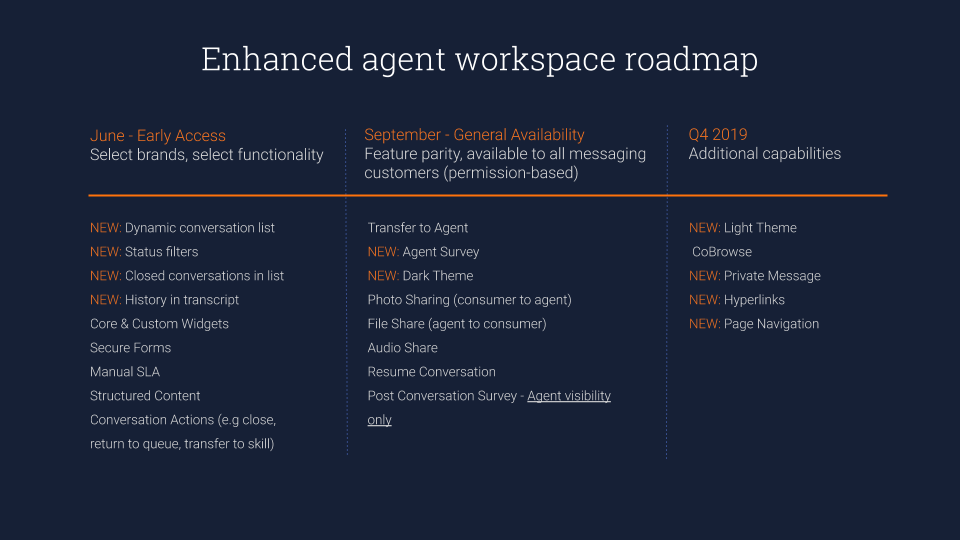 Enhanced agent workspace roadmap
June - Early Access
Select brands, select functionality
NEW: Dynamic conversation list
NEW: Status filters
NEW: Closed conversations in list
NEW: History in transcript
Core & Custom Widgets
Secure Forms
Manual SLA
Structured Content
Conversation Actions (e.g close,
return to queue, transfer to skill)
September - General Availability
Feature parity, available to all messaging
customers (permission-based)
Transfer to Agent
NEW: Agent Survey
NEW: Dark Theme
Photo Sharing (consumer to agent)
File Share (agent to consumer)
Audio Share
Resume Conversation
Post Conversation Survey - Agent visibility
only
Q4 2019
Additional capabilities
NEW: Light Theme
CoBrowse
NEW: Private Message
NEW: Hyperlinks
NEW: Page Navigation